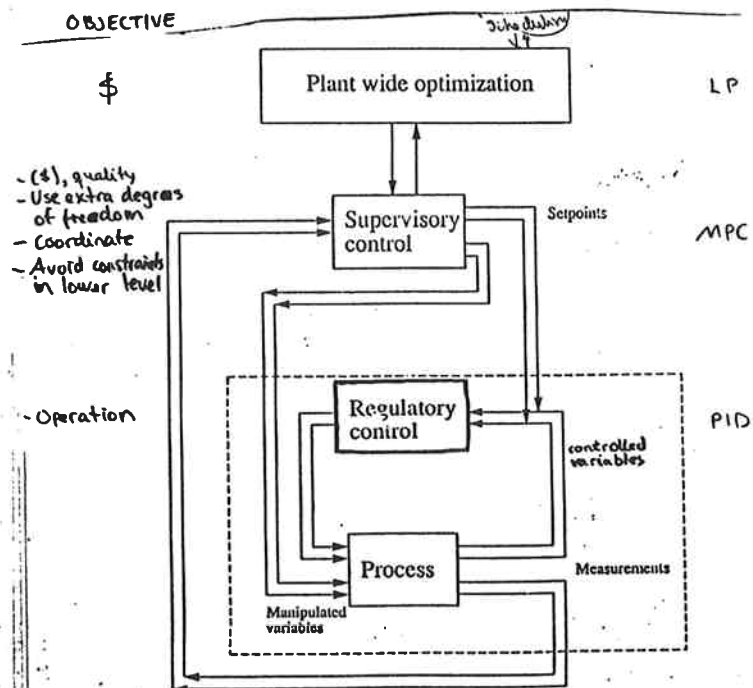 OBJECTIVE
$
Plant wide optimization
LP
- ($), quality
- Use extra degrees
of freedom
- Coordinate
- Avoid constraints
in lower level
Supervisory
control
Setpoints
MPC
- Operation
Regulatory
control
PID
controlled
variables
Process
Measurements
Manipulated
variables